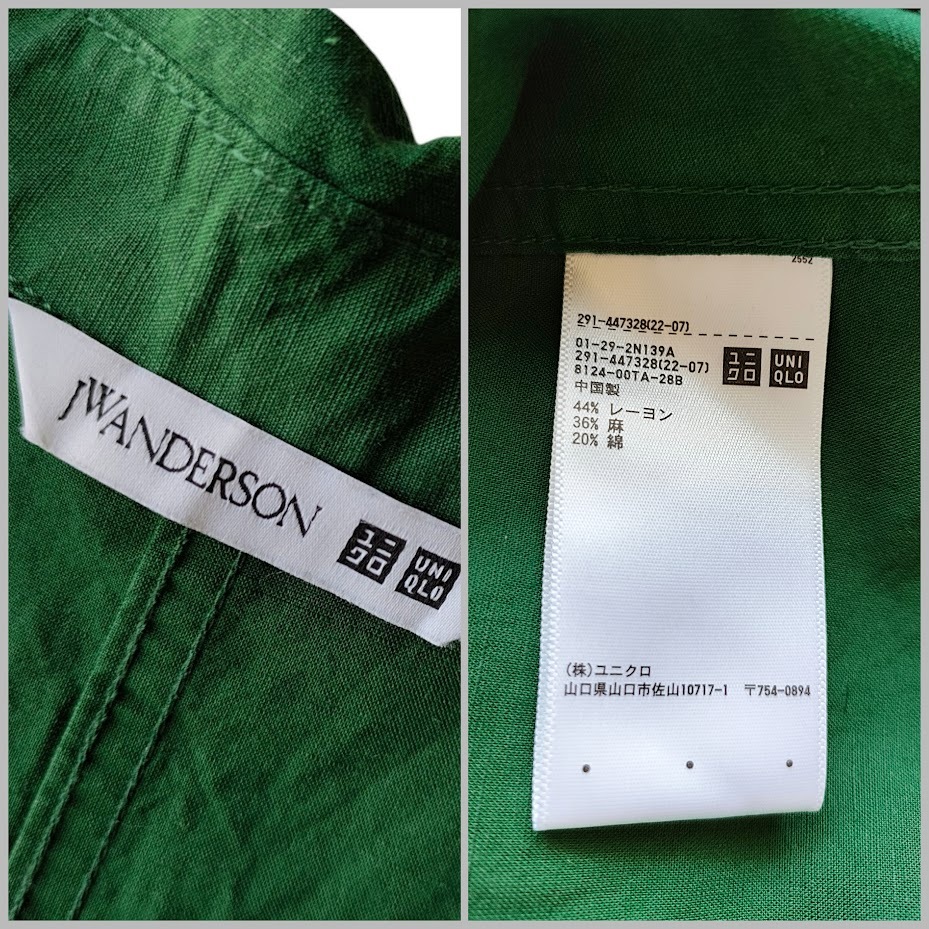 JWANDERSON
ユニ
クロ
UNI
QLO
2552
291-447328(22-07)
01-29-2N139A
291-447328(22-07)
8124-00TA-28B
中国製
ユニ
クロ
UNI
QLO
44% レーヨン
36% 麻
20% 綿
(株)ユニクロ
山口県山口市佐山10717-1 〒754-0894